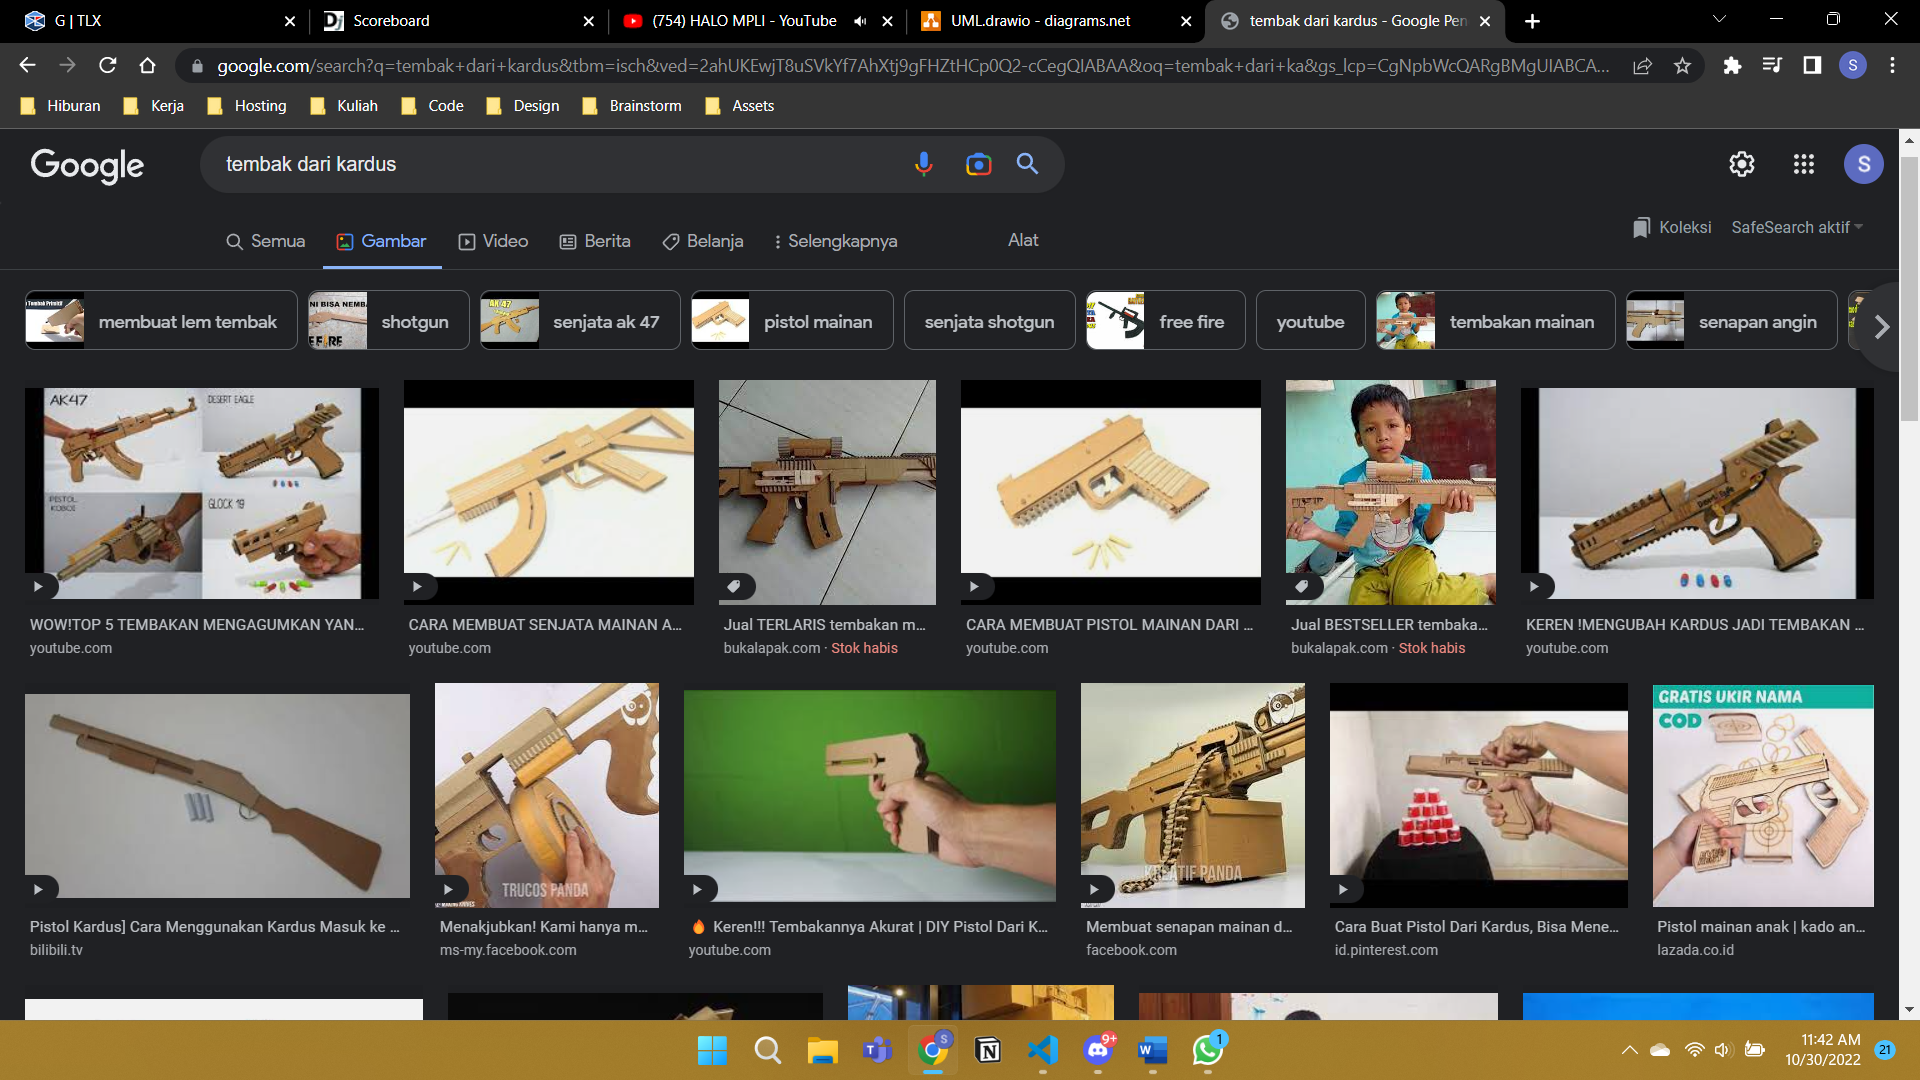 G | TLX
Scoreboard
(754) HALO MPLI - YouTube
UML.drawio - diagrams.net
tembak dari kardus - Google Pen
google.com/search?q=tembak+dari+kardus&tbm=isch&ved=2ahUKEwjT8uSVkYf7AhXtj9gFHZtHCp0Q2-cCegQIABAA&oq=tembak+dari+ka&gs_lcp=CgNpbWcQARgBMgUIABCA...
S
Hiburan
Kerja
Hosting
Kuliah
Code
Design
Brainstorm
Assets
Google
tembak dari kardus
S
Semua
Gambar
Video
Berita
Belanja
Selengkapnya
Alat
Koleksi
SafeSearch aktif
membuat lem tembak
shotgun
senjata ak 47
pistol mainan
senjata shotgun
free fire
youtube
tembakan mainan
senapan angin
AK47
DESERT EAGLE
PISTOL KOBOI
GLOCK 19
WOW!TOP 5 TEMBAKAN MENGAGUMKAN YAN...
youtube.com
CARA MEMBUAT SENJATA MAINAN A...
youtube.com
Jual TERLARIS tembakan m...
bukalapak.com · Stok habis
CARA MEMBUAT PISTOL MAINAN DARI ...
youtube.com
Jual BESTSELLER tembaka...
bukalapak.com · Stok habis
KEREN !MENGUBAH KARDUS JADI TEMBAKAN ...
youtube.com
TRUCOS PANDA
KREATIF PANDA
GRATIS UKIR NAMA
COD
Pistol Kardus] Cara Menggunakan Kardus Masuk ke ...
bilibili.tv
Menakjubkan! Kami hanya m...
ms-my.facebook.com
🔥 Keren!!! Tembakannya Akurat | DIY Pistol Dari K...
youtube.com
Membuat senapan mainan d...
facebook.com
Cara Buat Pistol Dari Kardus, Bisa Mene...
id.pinterest.com
Pistol mainan anak | kado an...
lazada.co.id
S
9+
1
11:42 AM
10/30/2022
21